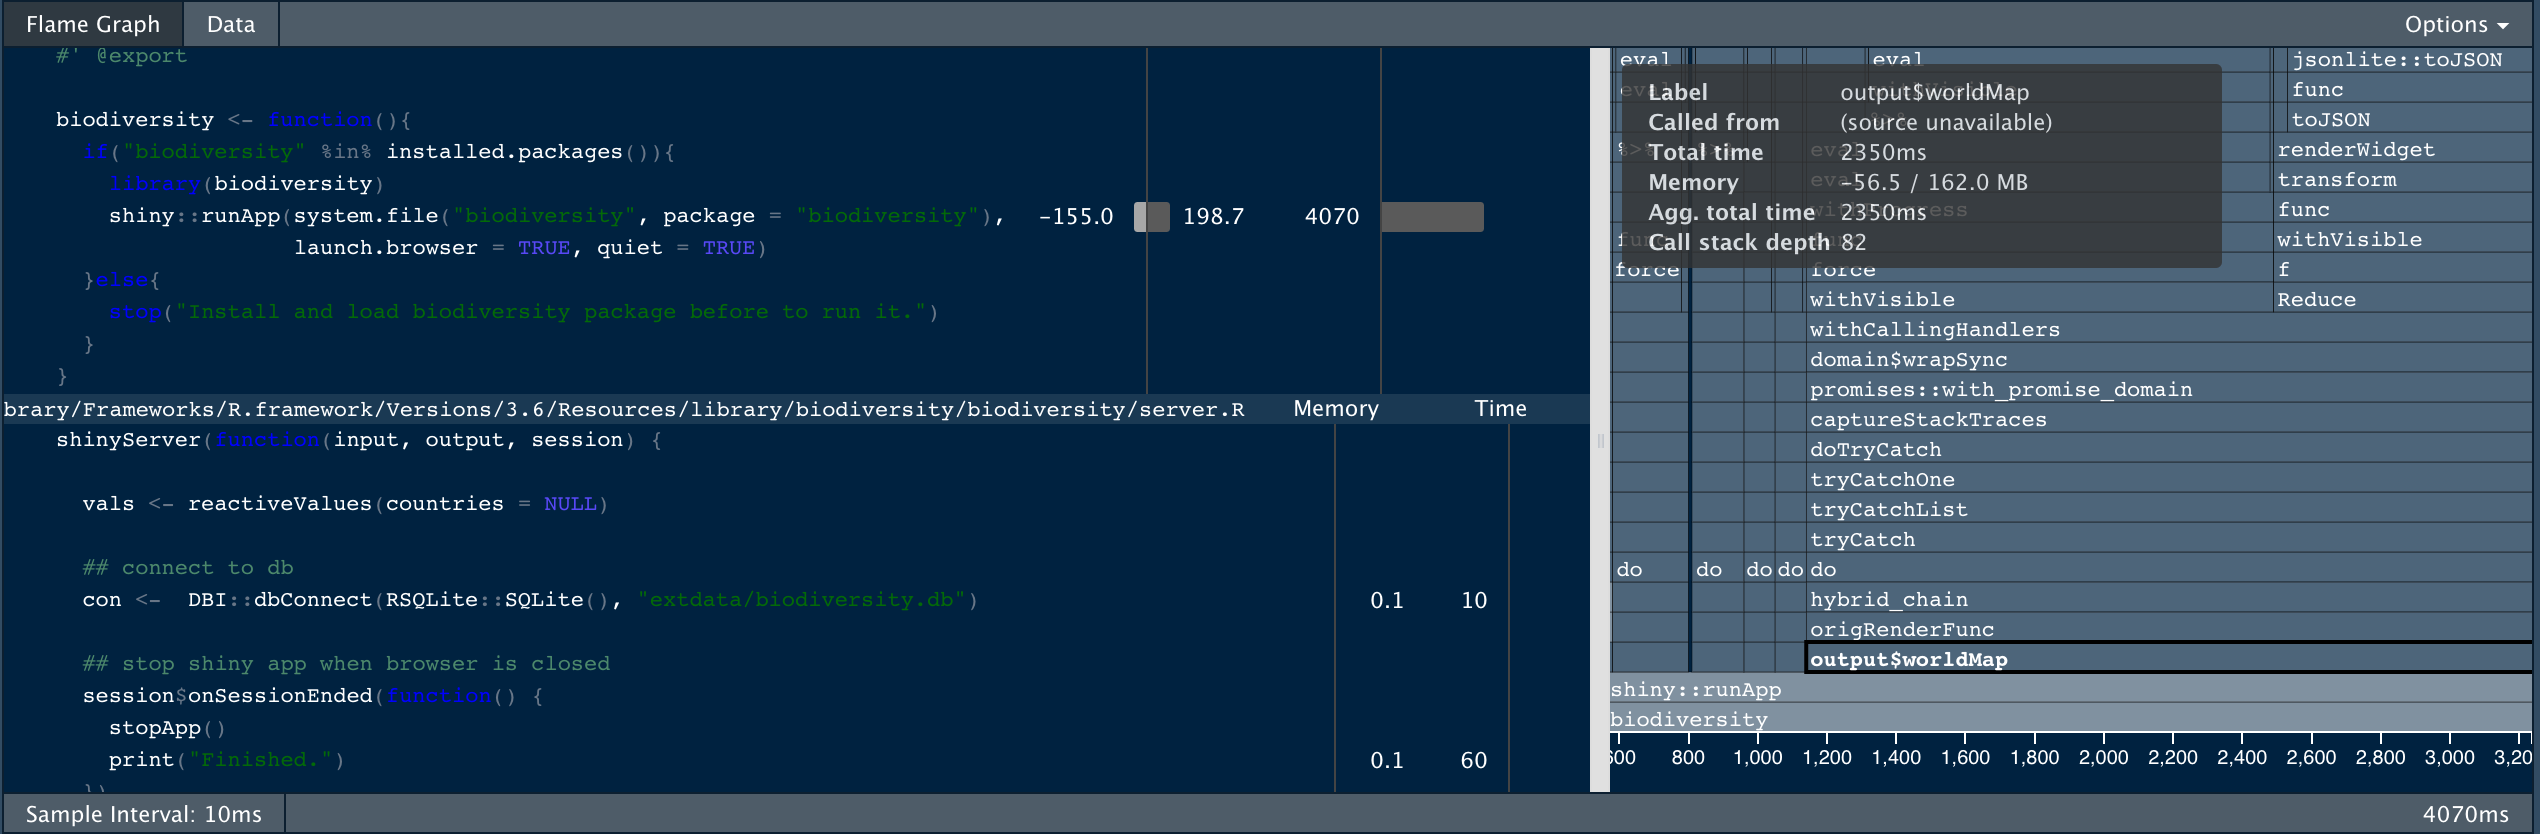 Flame Graph Data Options
#' @export
biodiversity <- function(){
if("biodiversity" %in% installed.packages()){
library(biodiversity)
shiny::runApp(system.file("biodiversity", package = "biodiversity"), -155.0 198.7 4070
launch.browser = TRUE, quiet = TRUE)
}else{
stop("Install and load biodiversity package before to run it.")
}
}
brary/Frameworks/R.framework/Versions/3.6/Resources/library/biodiversity/biodiversity/server.R Memory Time
shinyServer(function(input, output, session) {
vals <- reactiveValues(countries = NULL)
## connect to db
con <- DBI::dbConnect(RSQLite::SQLite(), "extdata/biodiversity.db") 0.1 10
## stop shiny app when browser is closed
session$onSessionEnded(function() {
stopApp()
print("Finished.") 0.1 60
})
eval eval jsonlite::toJSON
Label output$worldMap
func
Called from (source unavailable)
toJSON
Total time 2350ms
renderWidget
Memory -56.5 / 162.0 MB
transform
Agg. total time 2350ms
func
Call stack depth 82
withVisible
force force f
withVisible Reduce
withCallingHandlers
domain$wrapSync
promises::with_promise_domain
captureStackTraces
doTryCatch
tryCatchOne
tryCatchList
tryCatch
do do do do do
hybrid_chain
origRenderFunc
output$worldMap
shiny::runApp
biodiversity
600 800 1,000 1,200 1,400 1,600 1,800 2,000 2,200 2,400 2,600 2,800 3,000 3,20
Sample Interval: 10ms 4070ms